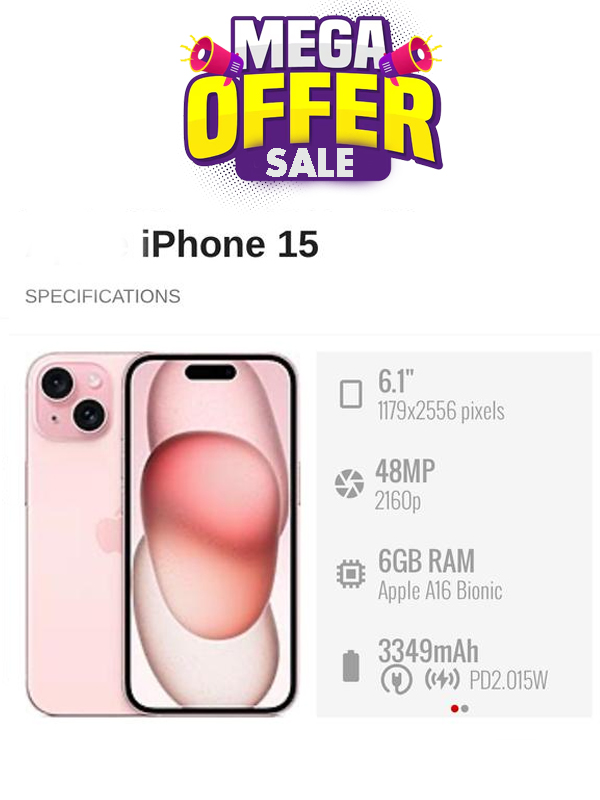 MEGA
OFFER
SALE
iPhone 15
SPECIFICATIONS
6.1"
1179x2556 pixels
48MP
2160p
6GB RAM
Apple A16 Bionic
3349mAh
PD2.015W